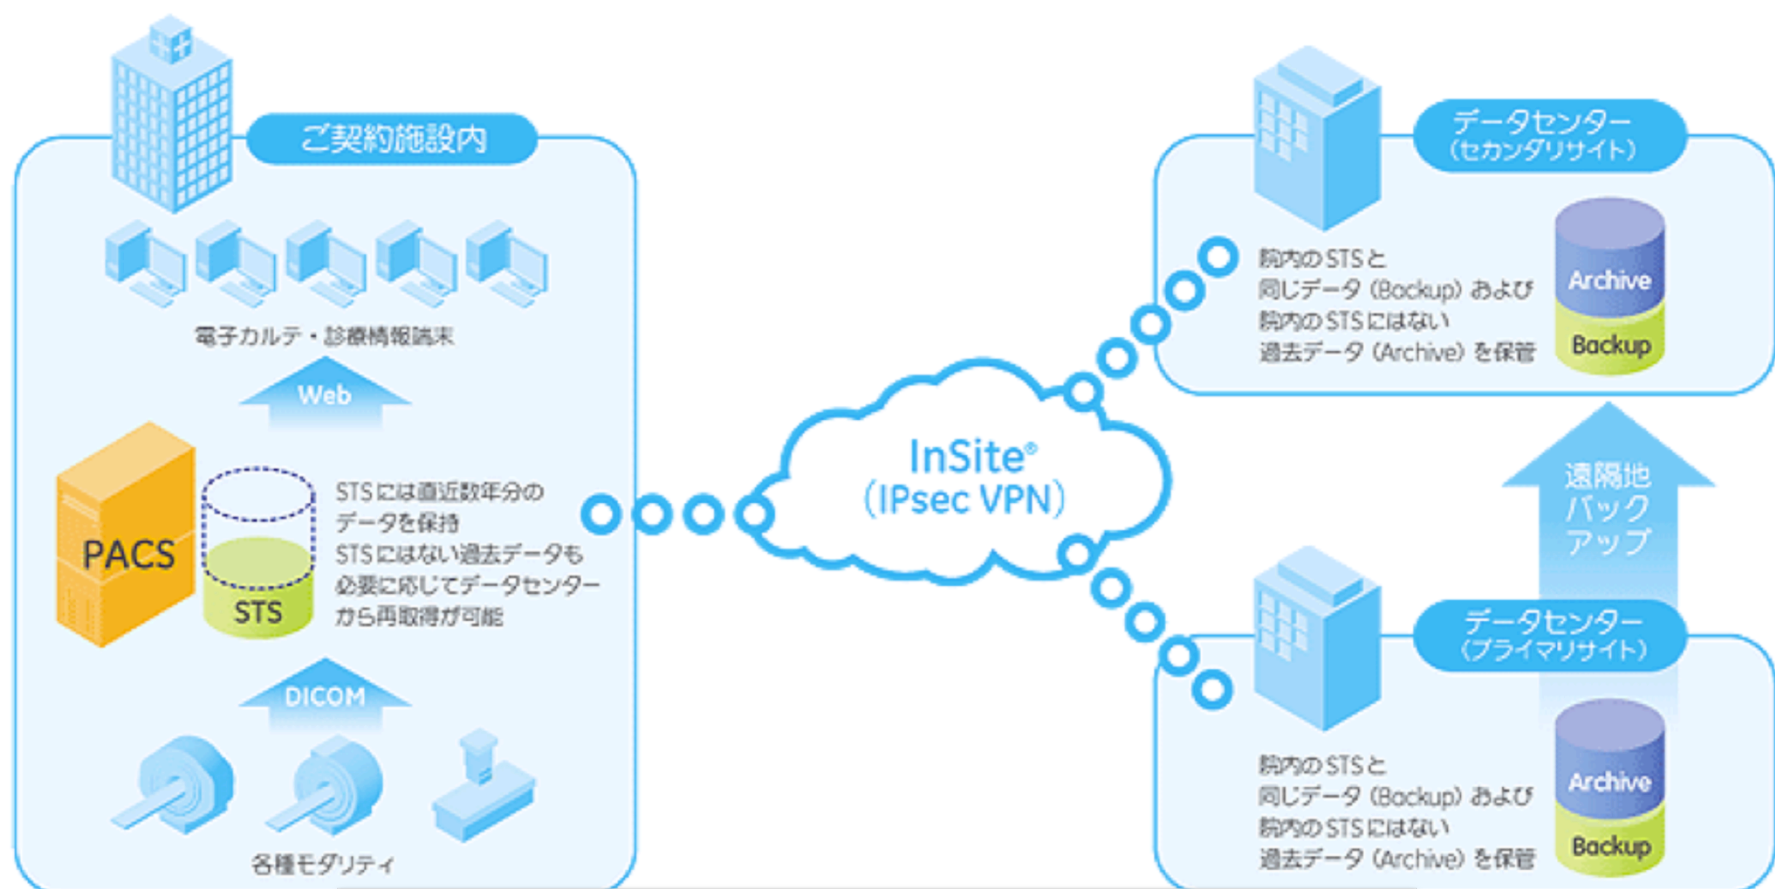 ご契約施設内
電子カルテ・診療情報端末
Web
PACS
STS
STSには直近数年分の
データを保持
STSにはない過去データも
必要に応じてデータセンター
から再取得が可能
DICOM
各種モダリティ
InSite®
(IPsec VPN)
データセンター
(セカンダリサイト)
院内のSTSと
同じデータ(Backup)および
院内のSTSにはない
過去データ(Archive)を保管
Archive
Backup
遠隔地
バック
アップ
データセンター
(プライマリサイト)
院内のSTSと
同じデータ(Backup)および
院内のSTSにはない
過去データ(Archive)を保管
Archive
Backup